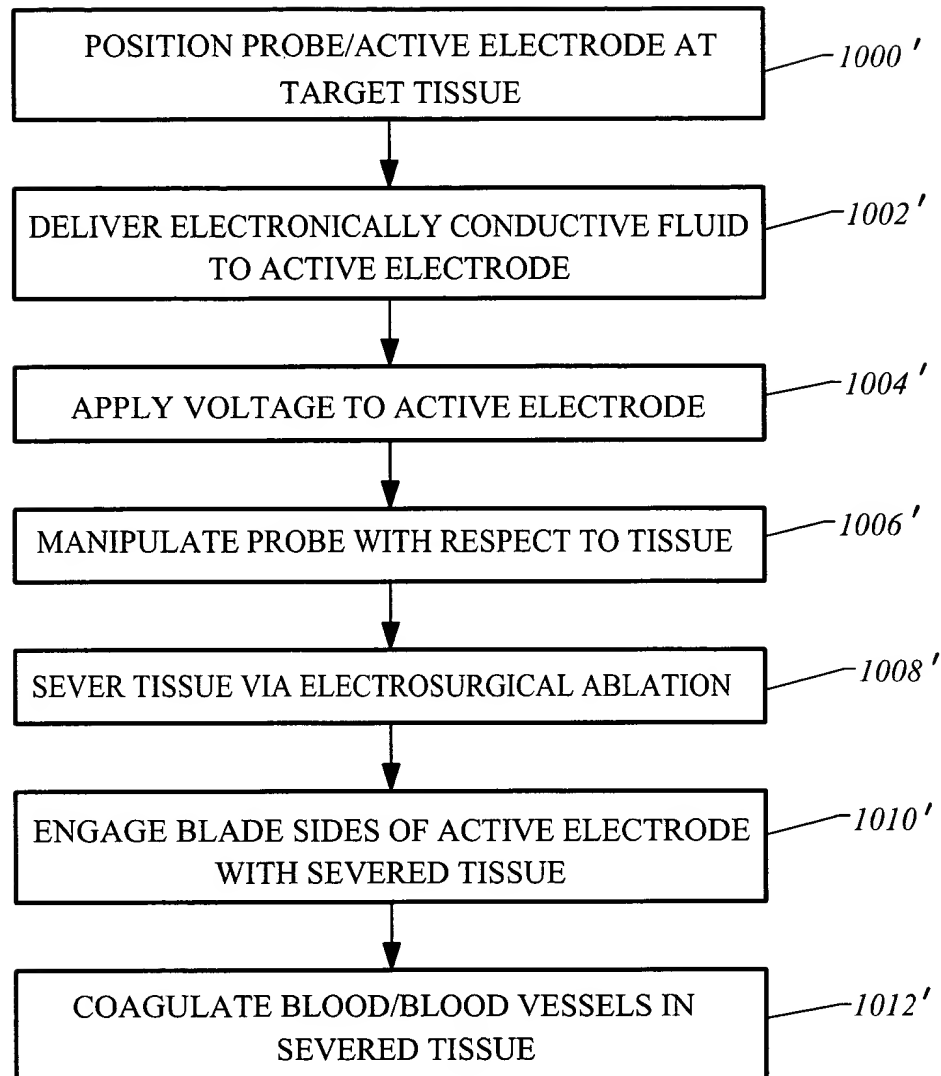 POSITION PROBE/ACTIVE ELECTRODE AT
TARGET TISSUE
1000'
DELIVER ELECTRONICALLY CONDUCTIVE FLUID
TO ACTIVE ELECTRODE
1002'
APPLY VOLTAGE TO ACTIVE ELECTRODE
1004'
MANIPULATE PROBE WITH RESPECT TO TISSUE
1006'
SEVER TISSUE VIA ELECTROSURGICAL ABLATION
1008'
ENGAGE BLADE SIDES OF ACTIVE ELECTRODE
WITH SEVERED TISSUE
1010'
COAGULATE BLOOD/BLOOD VESSELS IN
SEVERED TISSUE
1012'